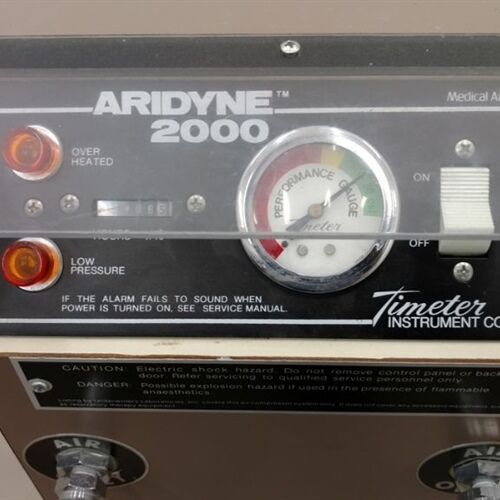 ARIDYNE™
2000
Medical
OVER
HEATED
PERFORMANCE GAUGE
Timeter
ON
OFF
HOURS
LOW
PRESSURE
IF THE ALARM FAILS TO SOUND WHEN
POWER IS TURNED ON, SEE SERVICE MANUAL.
Timeter
INSTRUMENT
CAUTION: Electric shock hazard. Do not remove control panel or back
door. Refer servicing to qualified service personnel only.
DANGER: Possible explosion hazard if used in the presence of flammable
anaesthetics.
AIR